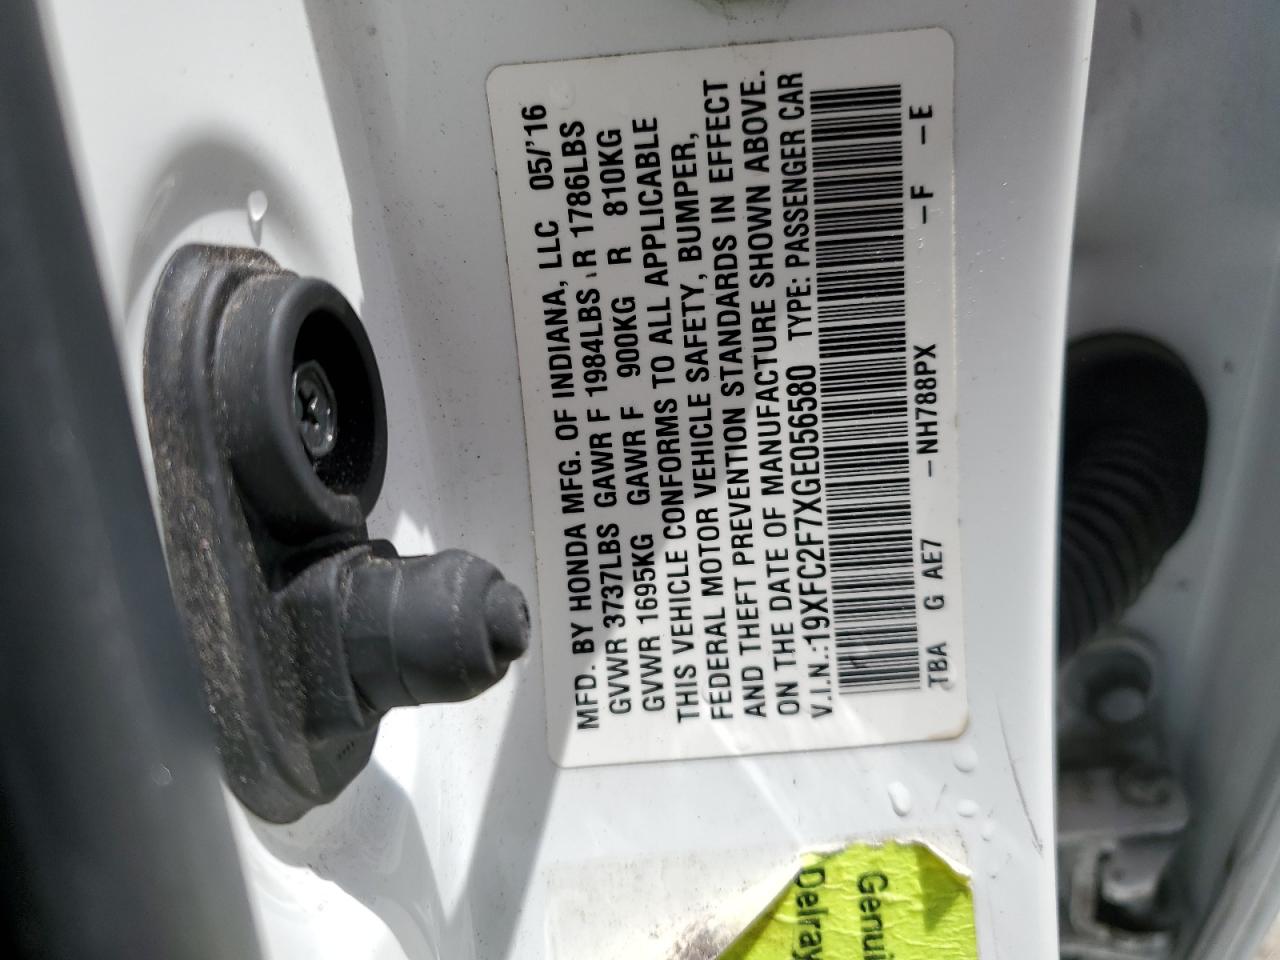 MFD. BY HONDA MFG. OF INDIANA, LLC 05/'16
GVWR 3737LBS GAWR F 1984LBS R 1786LBS
GVWR 1695KG GAWR F 900KG R 810KG
THIS VEHICLE CONFORMS TO ALL APPLICABLE
FEDERAL MOTOR VEHICLE SAFETY, BUMPER,
AND THEFT PREVENTION STANDARDS IN EFFECT
ON THE DATE OF MANUFACTURE SHOWN ABOVE.
V.I.N.:19XFC2F7XGE056580 TYPE: PASSENGER CAR
TBA G AE7 –NH788PX –F –E
Genui
Delray